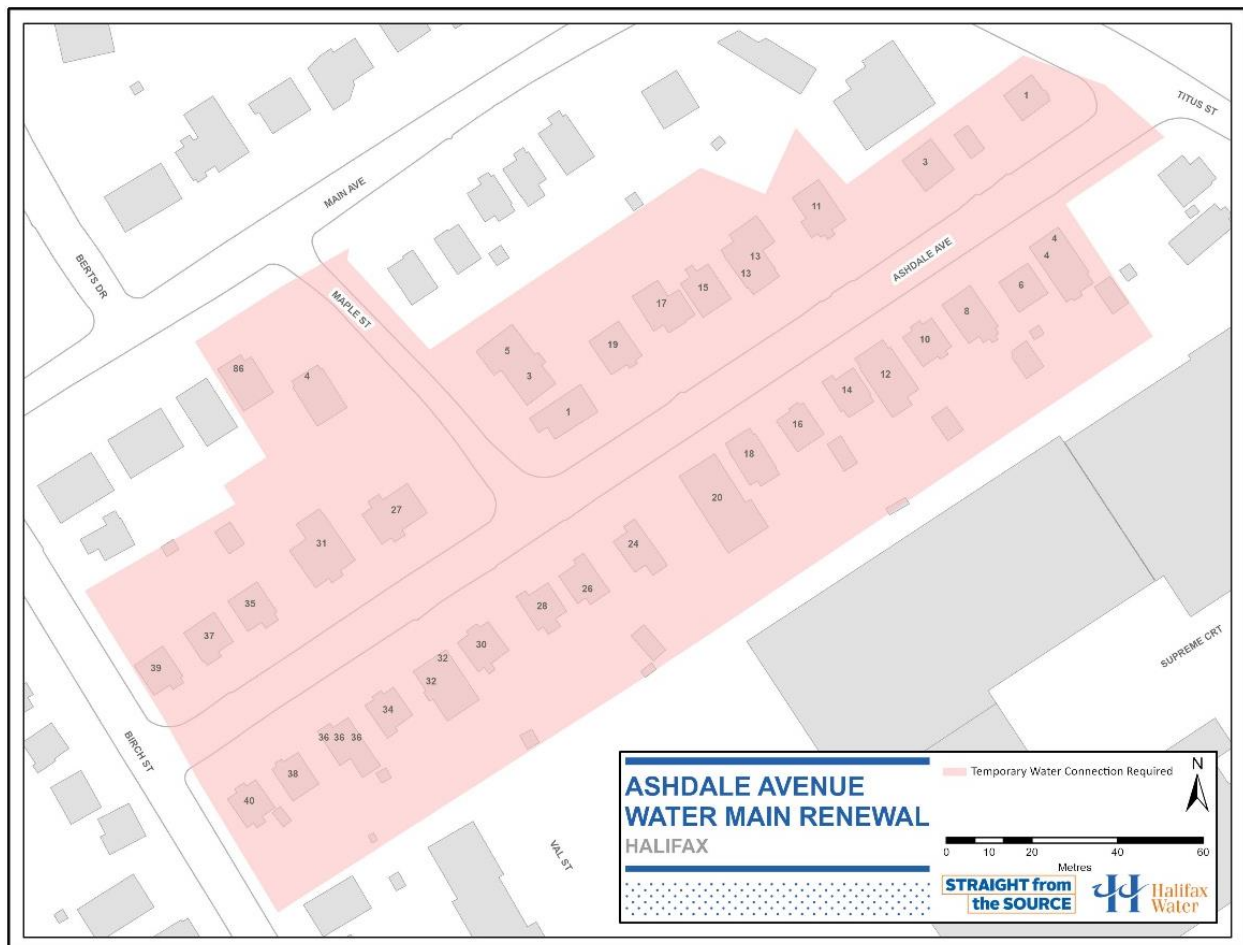 TITUS ST
1
3
MAIN AVE
11
4
4
ASHDALE AVE
BERTS DR
13
13
6
15
17
8
MAPLE ST
10
19
5
12
86
4
3
14
1
16
18
20
27
31
24
26
35
28
37
30
39
32
32
SUPREME CRT
34
36 36 36
BIRCH ST
38
40
VAL ST
ASHDALE AVENUE
WATER MAIN RENEWAL
HALIFAX
Temporary Water Connection Required
N
0 10 20 40 60
Metres
STRAIGHT from
the SOURCE
Halifax
Water